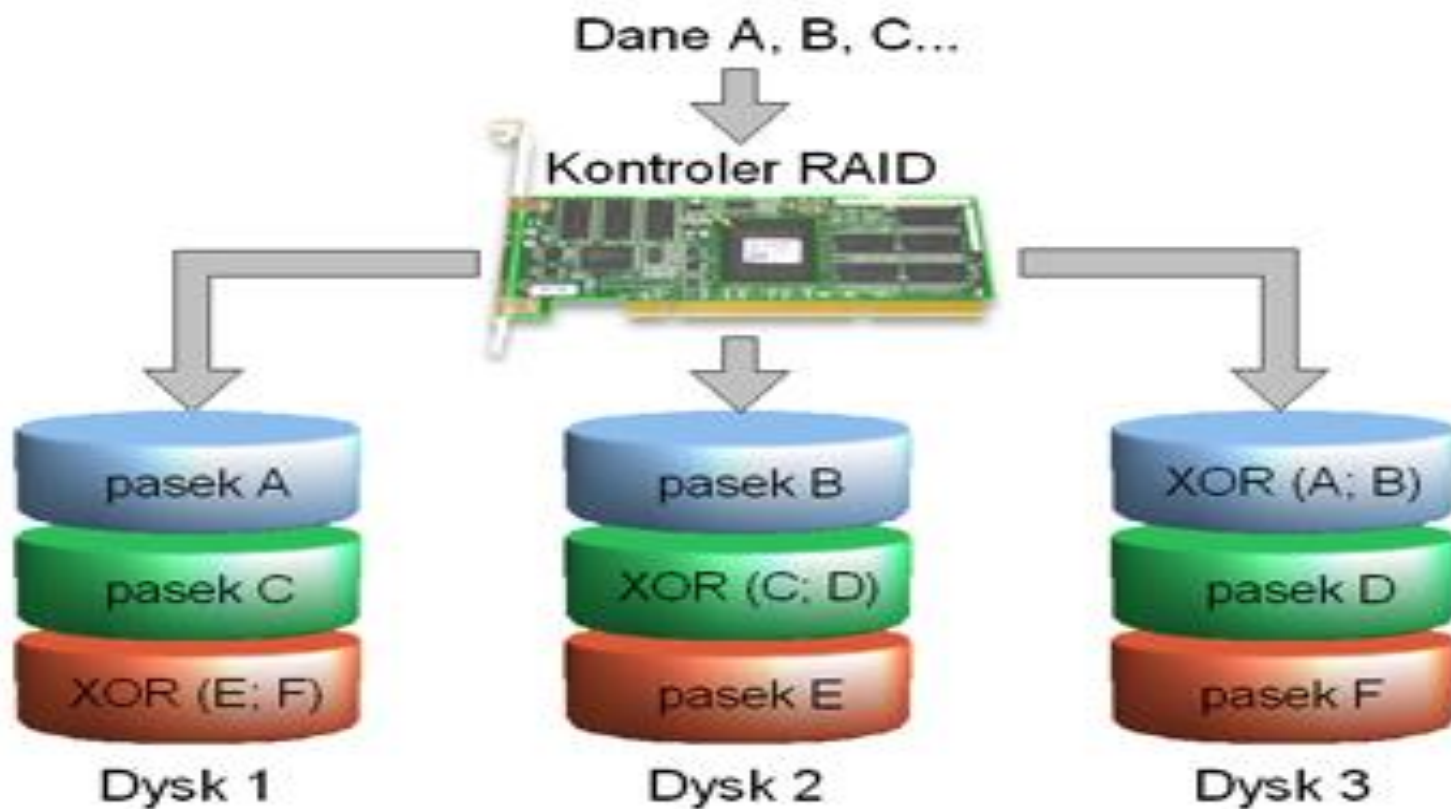 Dane A, B, C...
Kontroler RAID
pasek A
pasek B
XOR (A; B)
pasek C
XOR (C; D)
pasek D
XOR (E; F)
pasek E
pasek F
Dysk 1
Dysk 2
Dysk 3